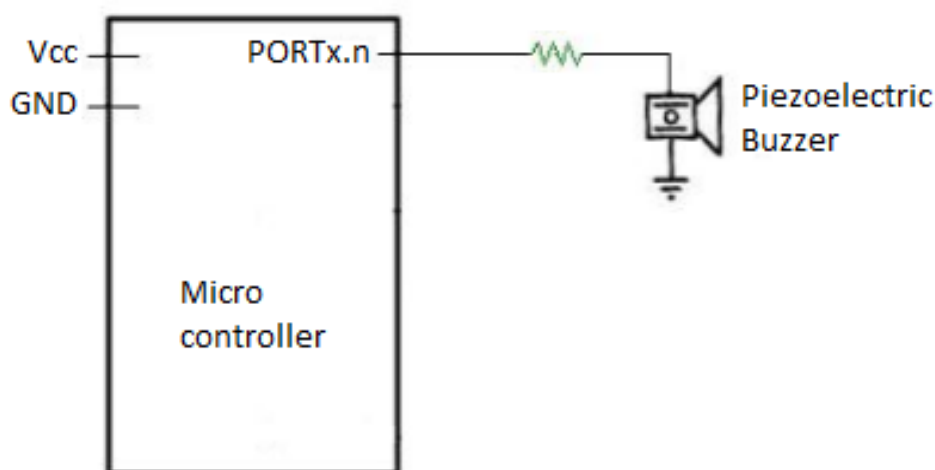 Vcc
PORTx.n
GND
Piezoelectric
Buzzer
Micro
controller